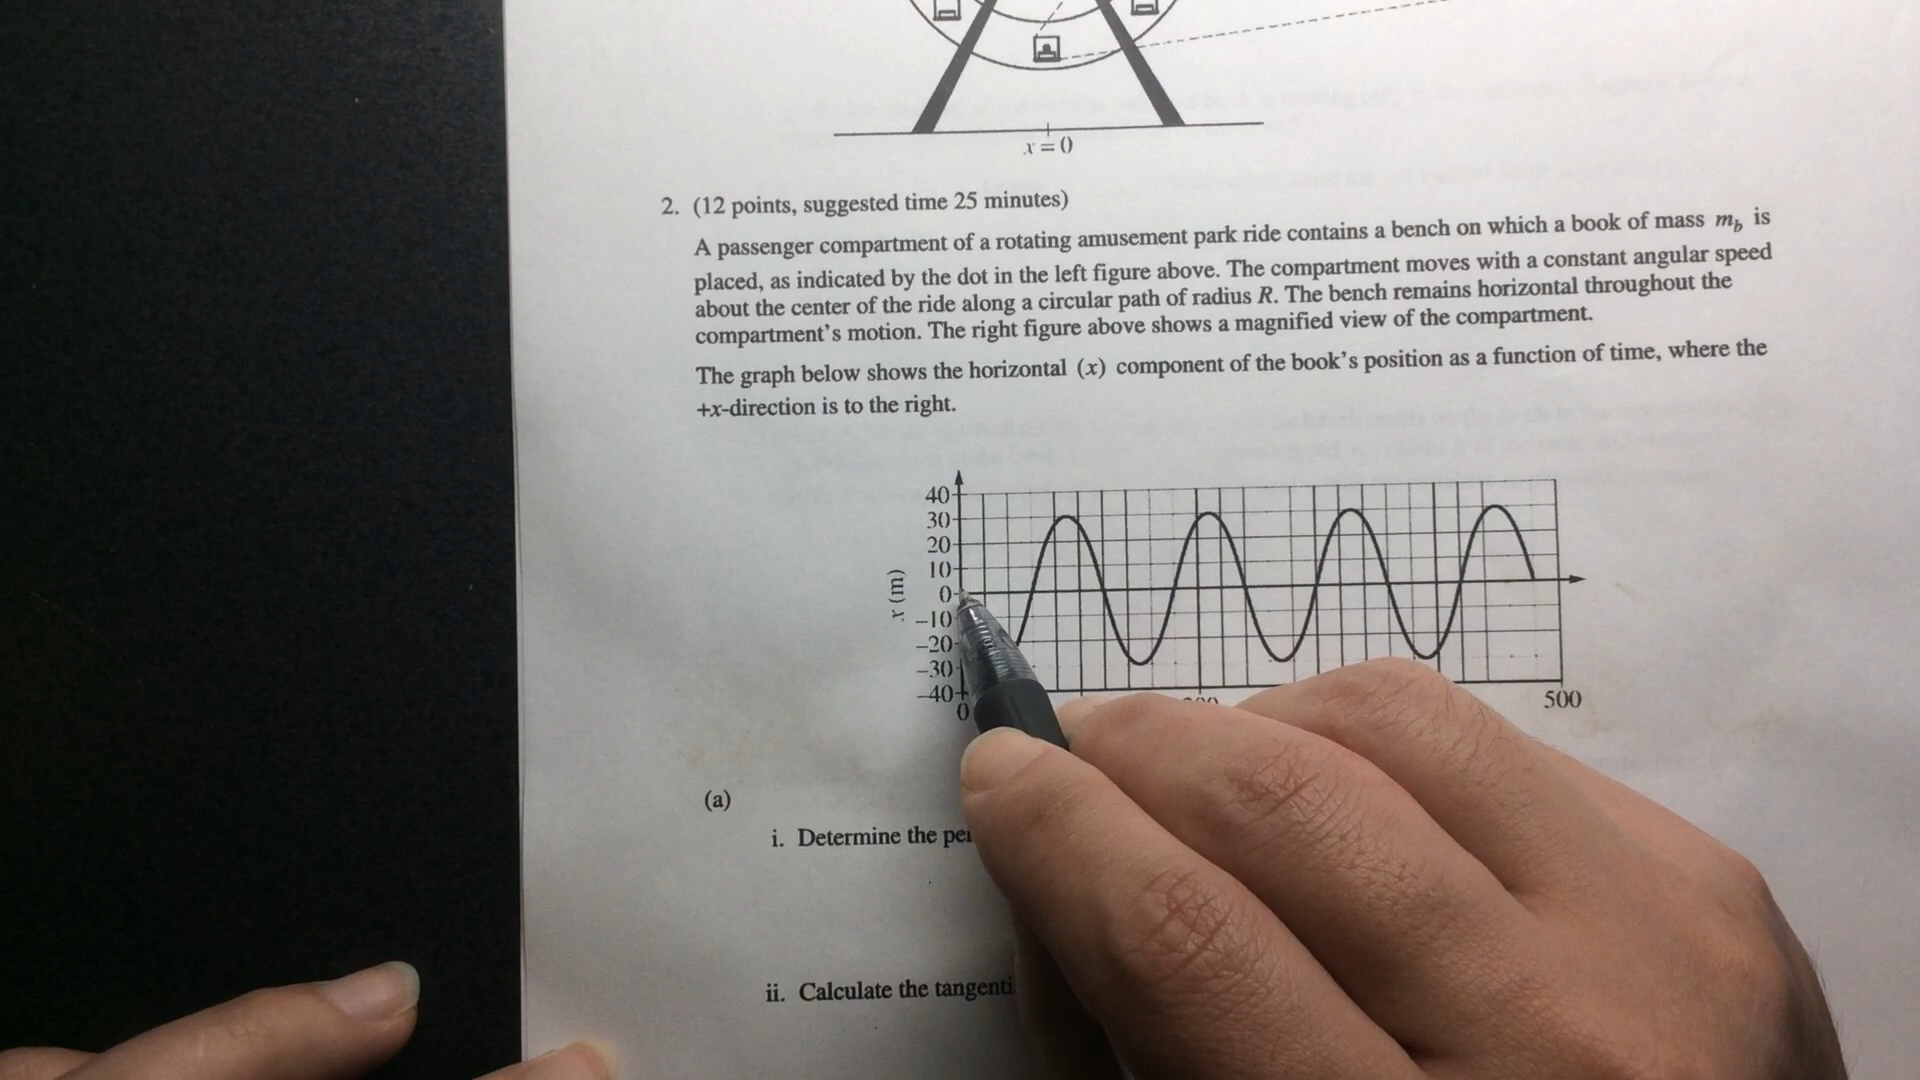 x = 0
2. (12 points, suggested time 25 minutes)
A passenger compartment of a rotating amusement park ride contains a bench on which a book of mass m_b is
placed, as indicated by the dot in the left figure above. The compartment moves with a constant angular speed
about the center of the ride along a circular path of radius R. The bench remains horizontal throughout the
compartment's motion. The right figure above shows a magnified view of the compartment.
The graph below shows the horizontal (x) component of the book's position as a function of time, where the
+x-direction is to the right.
x (m)
40
30
20
10
0
−10
−20
−30
−40
0
500
(a)
i. Determine the
ii. Calculate the